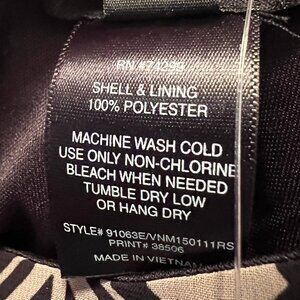 RN #74295
SHELL & LINING
100% POLYESTER
MACHINE WASH COLD
USE ONLY NON-CHLORINE
BLEACH WHEN NEEDED
TUMBLE DRY LOW
OR HANG DRY
STYLE# 91063E/VNM150111RS
PRINT# 38506
MADE IN VIETNAM